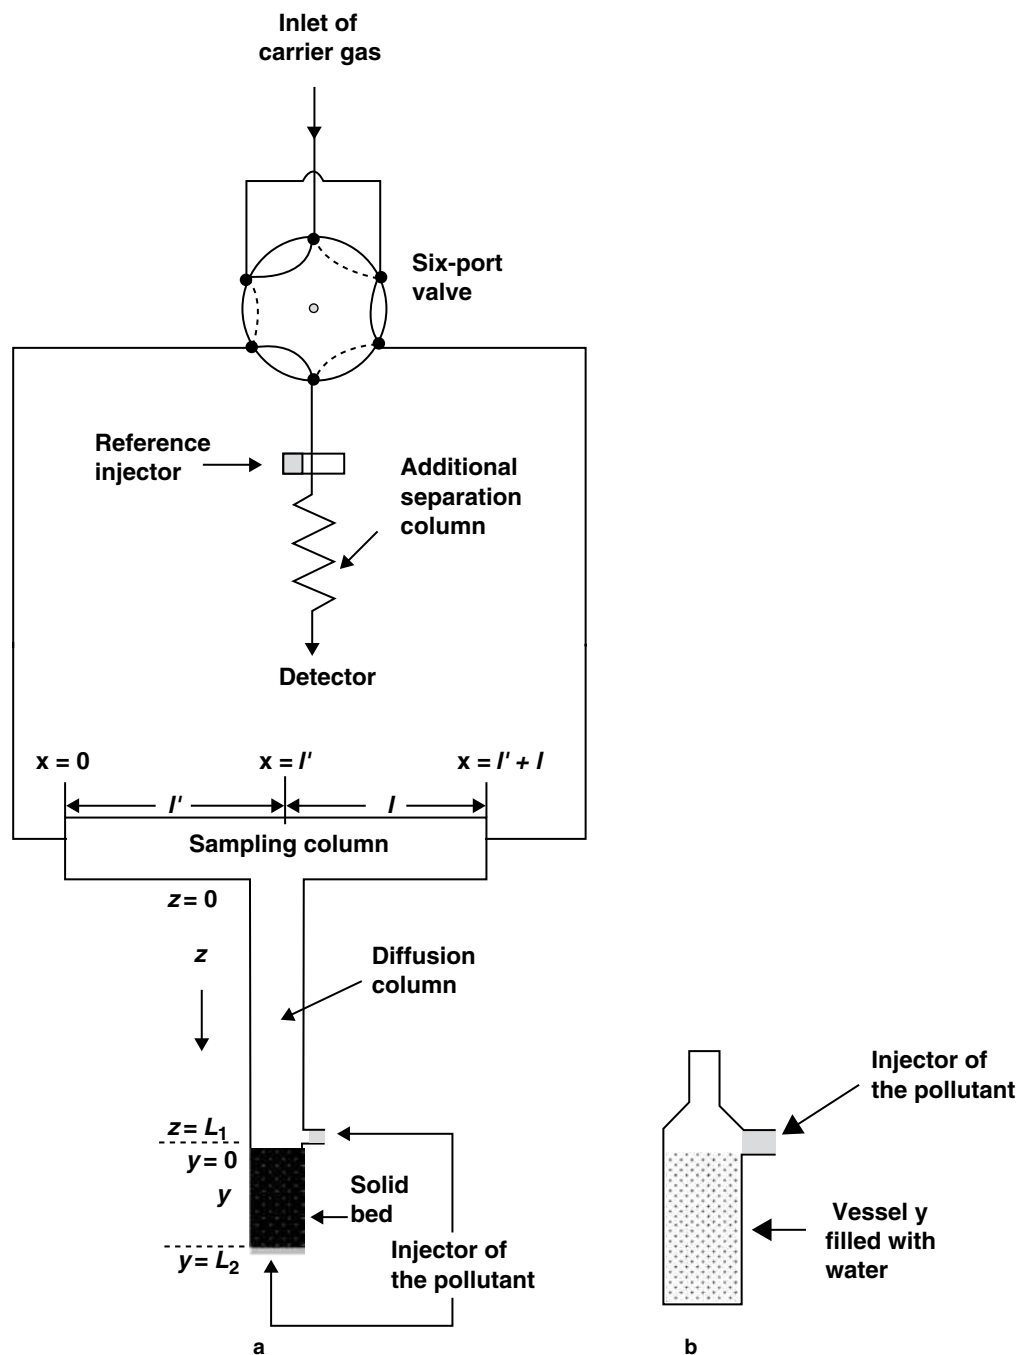 Inlet of
carrier gas
Six-port
valve
Reference
injector
Additional
separation
column
Detector
x = 0
x = l'
x = l' + l
l'
l
Sampling column
z = 0
z
Diffusion
column
z = L1
y = 0
y
Solid
bed
y = L2
Injector of
the pollutant
a
Injector of
the pollutant
Vessel y
filled with
water
b